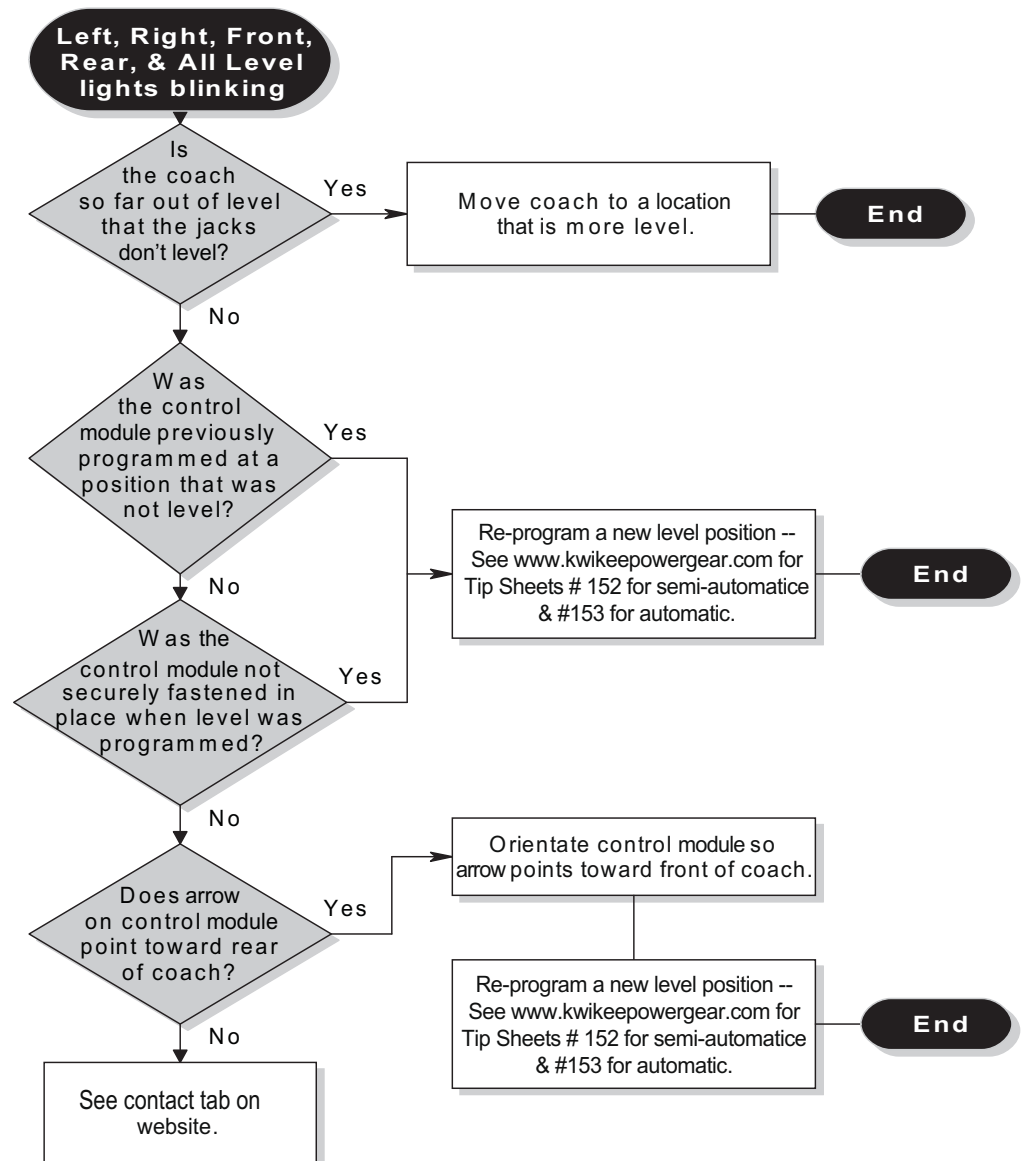 Left, Right, Front,
Rear, & All Level
lights blinking
Is
the coach
so far out of level
that the jacks
don't level?
Yes
Move coach to a location
that is more level.
End
No
Was
the control
module previously
programmed at a
position that was
not level?
Yes
Re-program a new level position --
See www.kwikeepowergear.com for
Tip Sheets # 152 for semi-automatice
& #153 for automatic.
End
No
Was the
control module not
securely fastened in
place when level was
programmed?
Yes
No
Does arrow
on control module
point toward rear
of coach?
Yes
Orientate control module so
arrow points toward front of coach.
Re-program a new level position --
See www.kwikeepowergear.com for
Tip Sheets # 152 for semi-automatice
& #153 for automatic.
End
No
See contact tab on
website.